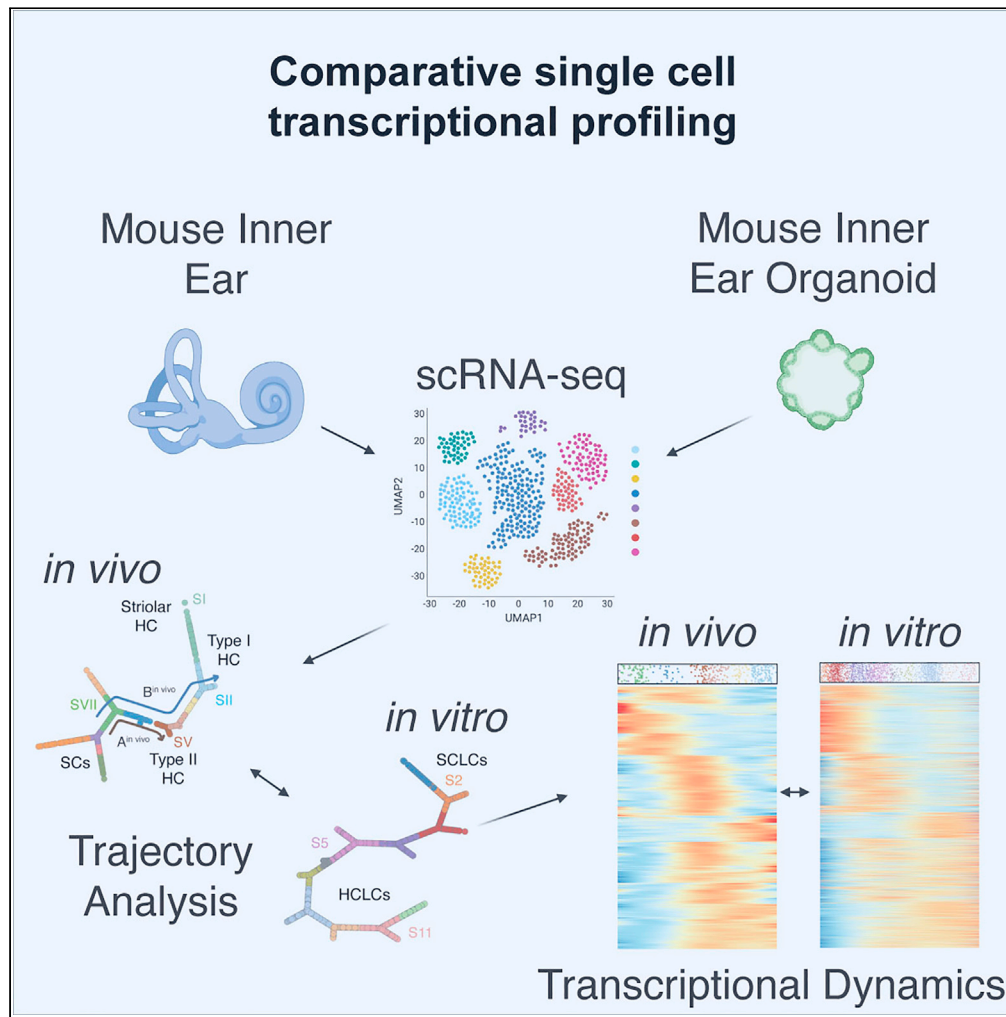 Comparative single cell
transcriptional profiling
Mouse Inner
Ear
Mouse Inner
Ear Organoid
scRNA-seq
30
20
10
0
-10
-20
-30
UMAP2
-30 -20 -10 0 10 20 30
UMAP1
in vivo
Striolar
HC
SI
Type I
HC
SII
B in vivo
SVII
A in vivo
SV
SCs
Type II
HC
in vitro
SCLCs
S2
S5
HCLCs
S11
Trajectory
Analysis
in vivo
in vitro
Transcriptional Dynamics